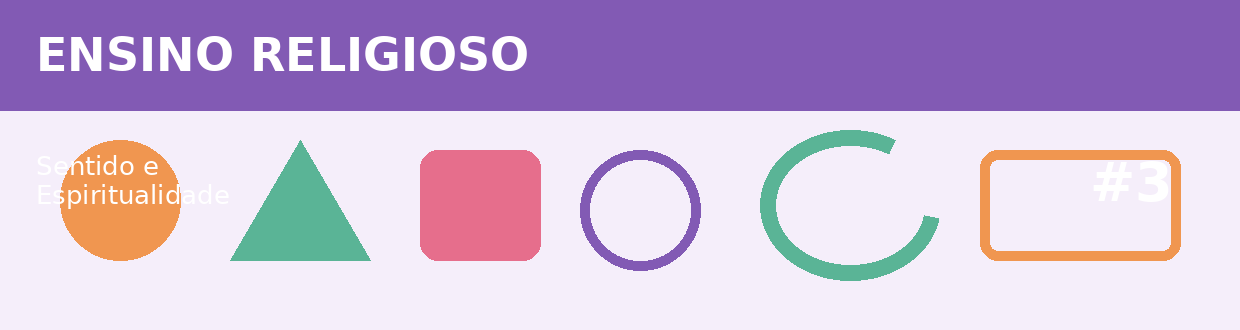 ENSINO RELIGIOSO
Sentido e
Espiritualidade
#3